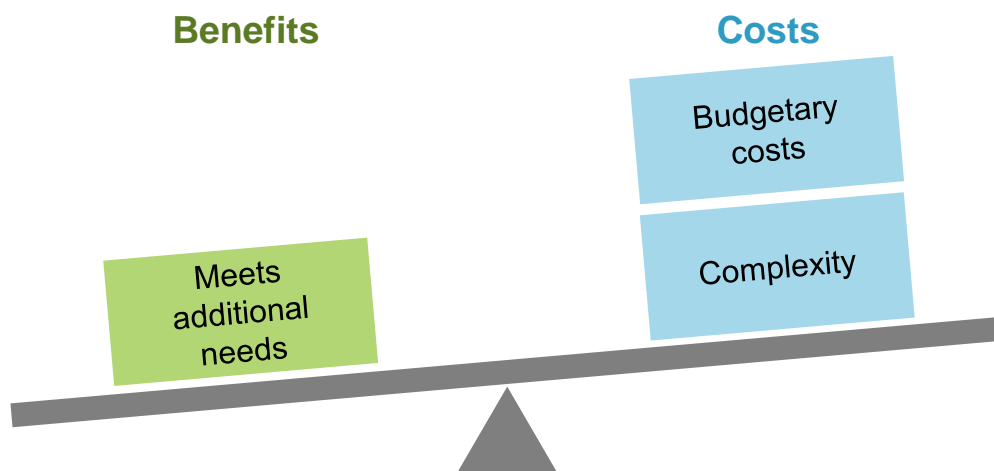 Benefits
Costs
Budgetary
costs
Complexity
Meets
additional
needs